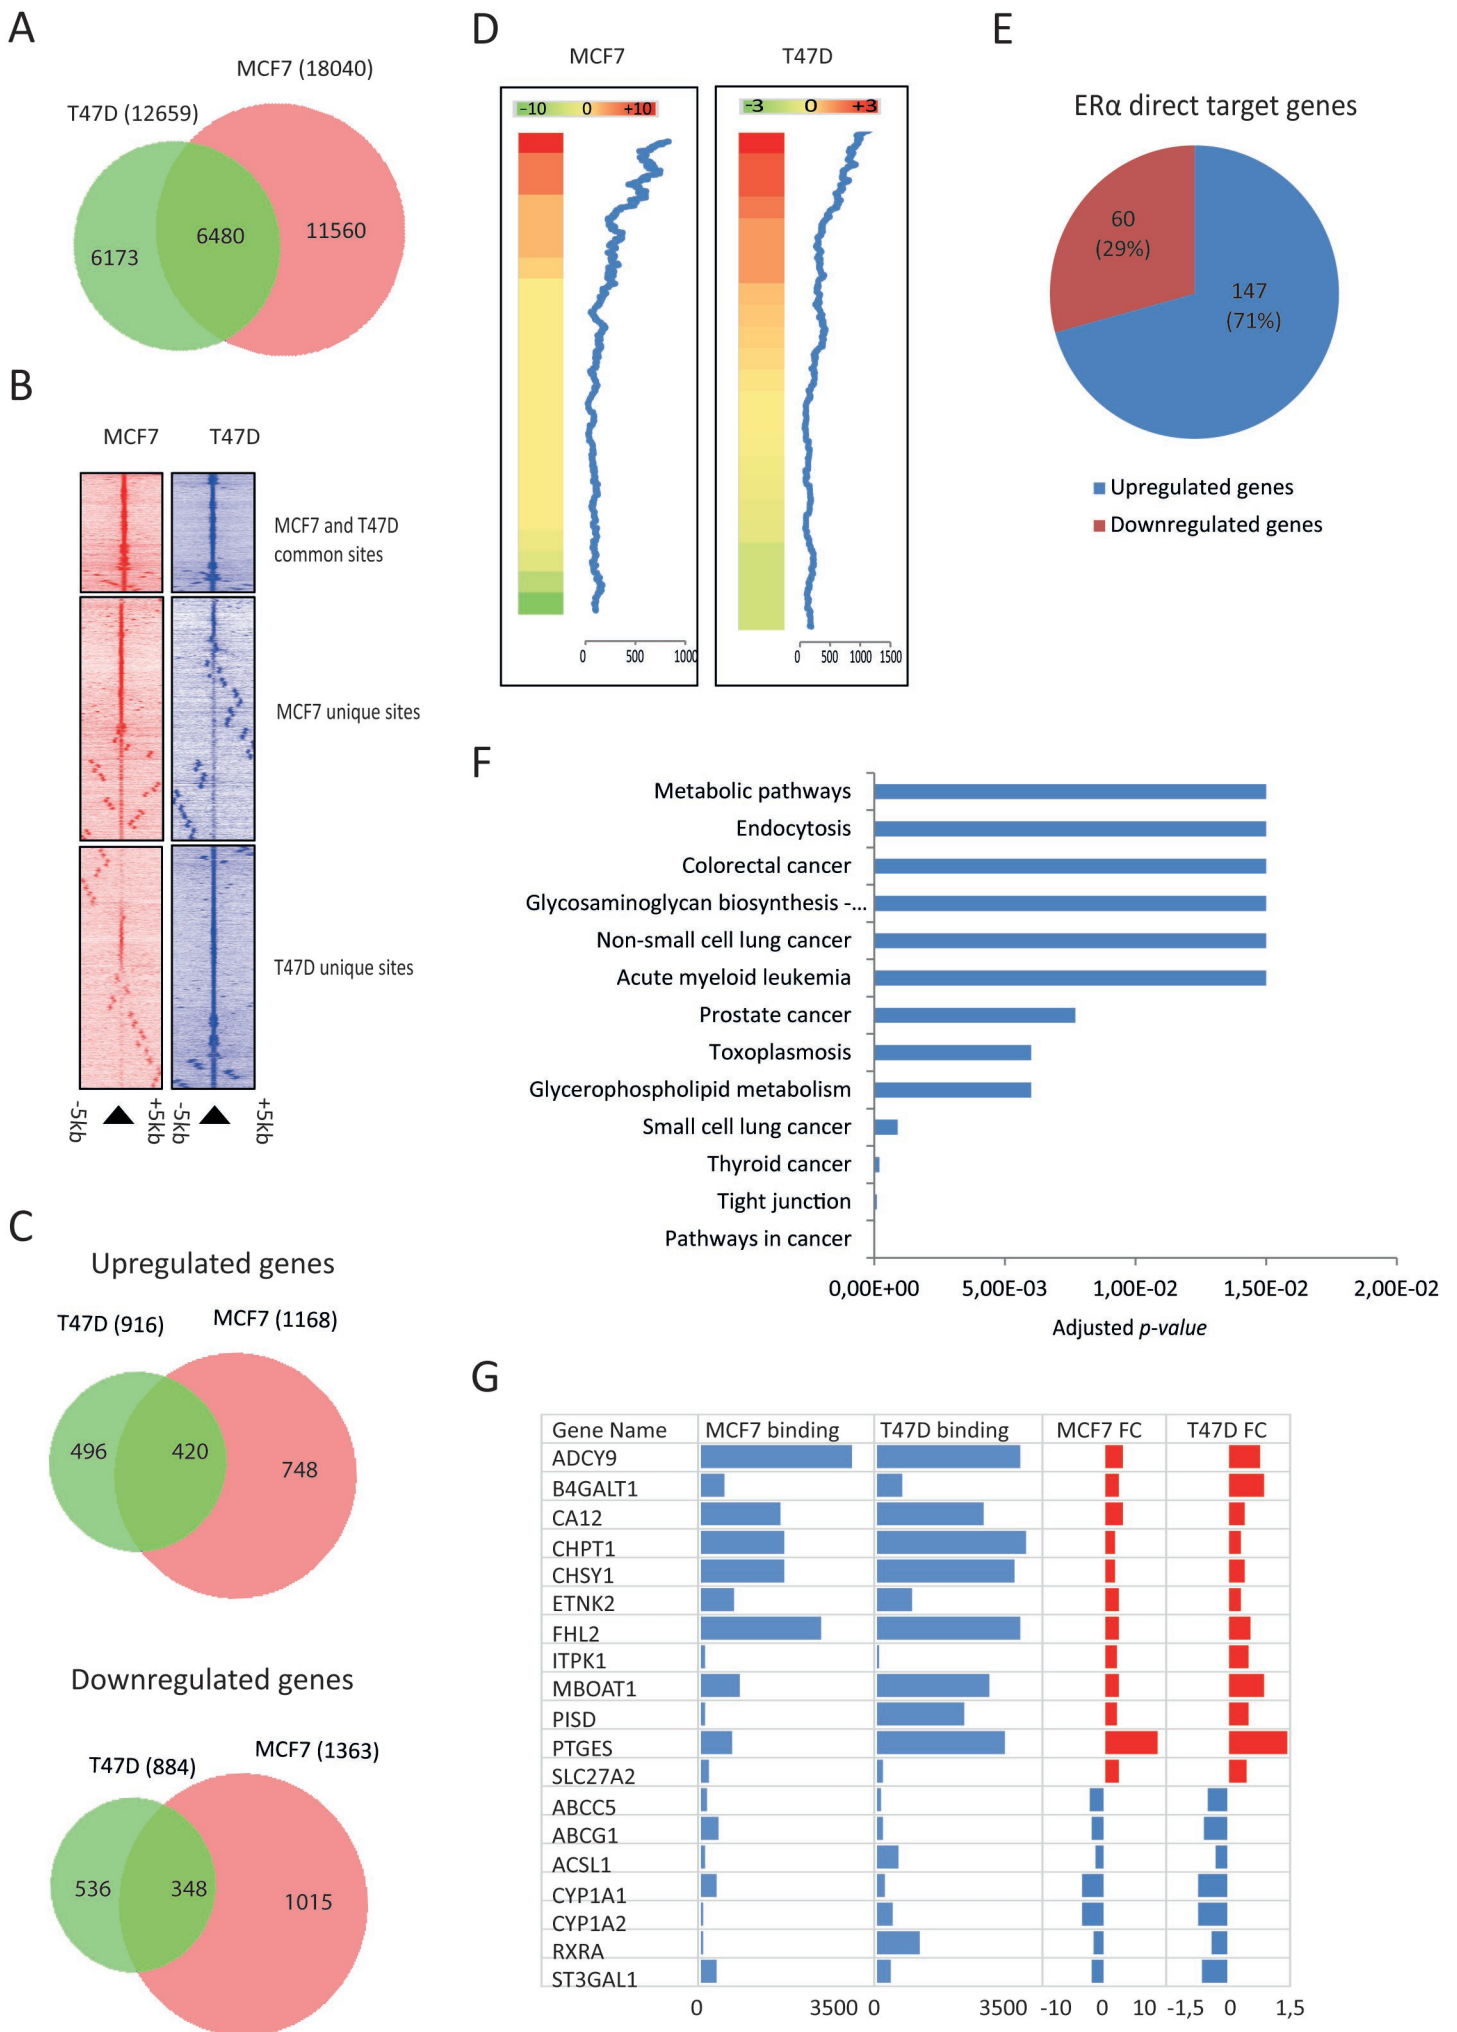 A
MCF7 (18040)
T47D (12659)
6173
6480
11560
B
MCF7 T47D
MCF7 and T47D
common sites
MCF7 unique sites
T47D unique sites
-5kb +5kb -5kb +5kb
C
Upregulated genes
T47D (916)
MCF7 (1168)
496
420
748
Downregulated genes
T47D (884)
MCF7 (1363)
536
348
1015
D
MCF7
T47D
−10 0 +10
−3 0 +3
0 500 1000
0 500 1000 1500
E
ERα direct target genes
60
(29%)
147
(71%)
Upregulated genes
Downregulated genes
F
Metabolic pathways
Endocytosis
Colorectal cancer
Glycosaminoglycan biosynthesis -...
Non-small cell lung cancer
Acute myeloid leukemia
Prostate cancer
Toxoplasmosis
Glycerophospholipid metabolism
Small cell lung cancer
Thyroid cancer
Tight junction
Pathways in cancer
0,00E+00 5,00E-03 1,00E-02 1,50E-02 2,00E-02
Adjusted p-value
G
Gene Name MCF7 binding T47D binding MCF7 FC T47D FC
ADCY9
B4GALT1
CA12
CHPT1
CHSY1
ETNK2
FHL2
ITPK1
MBOAT1
PISD
PTGES
SLC27A2
ABCC5
ABCG1
ACSL1
CYP1A1
CYP1A2
RXRA
ST3GAL1
0 3500 0 3500 -10 0 10 -1,5 0 1,5